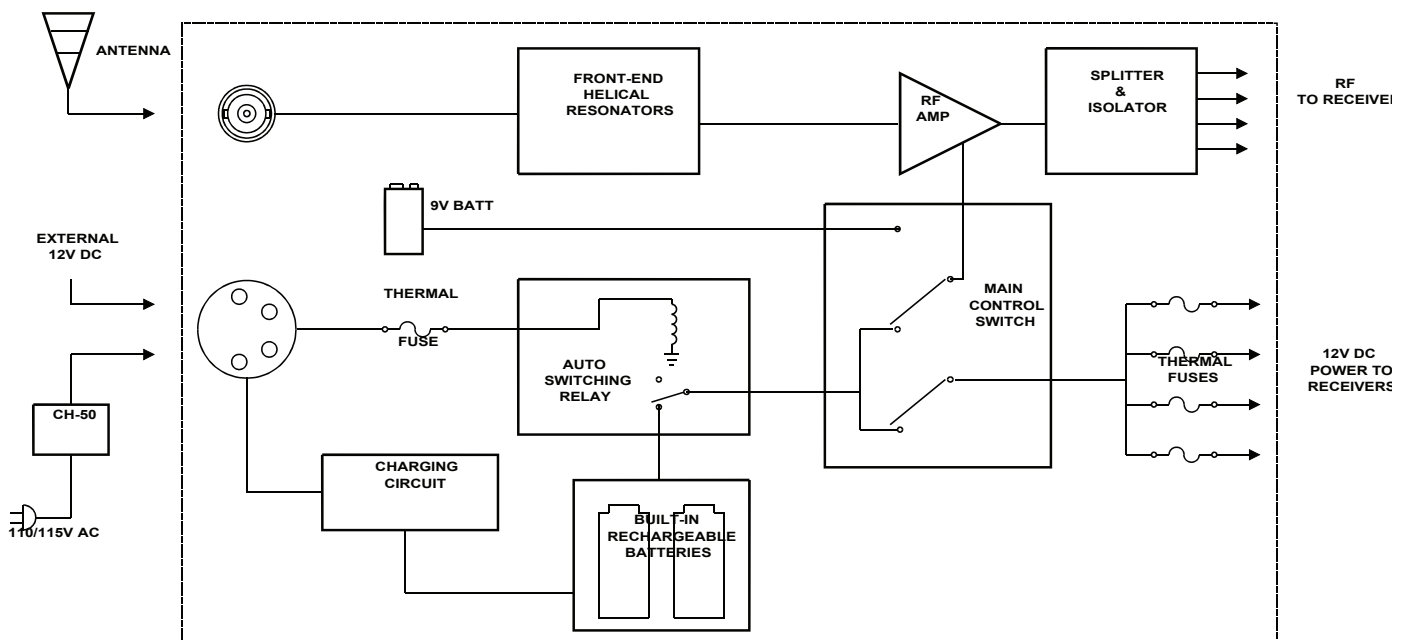 ANTENNA
FRONT-END
HELICAL
RESONATORS
RF
AMP
SPLITTER
&
ISOLATOR
RF
TO RECEIVE
9V BATT
EXTERNAL
12V DC
THERMAL
FUSE
AUTO
SWITCHING
RELAY
MAIN
CONTROL
SWITCH
THERMAL
FUSES
12V DC
POWER TO
RECEIVERS
CH-50
110/115V AC
CHARGING
CIRCUIT
BUILT-IN
RECHARGEABLE
BATTERIES